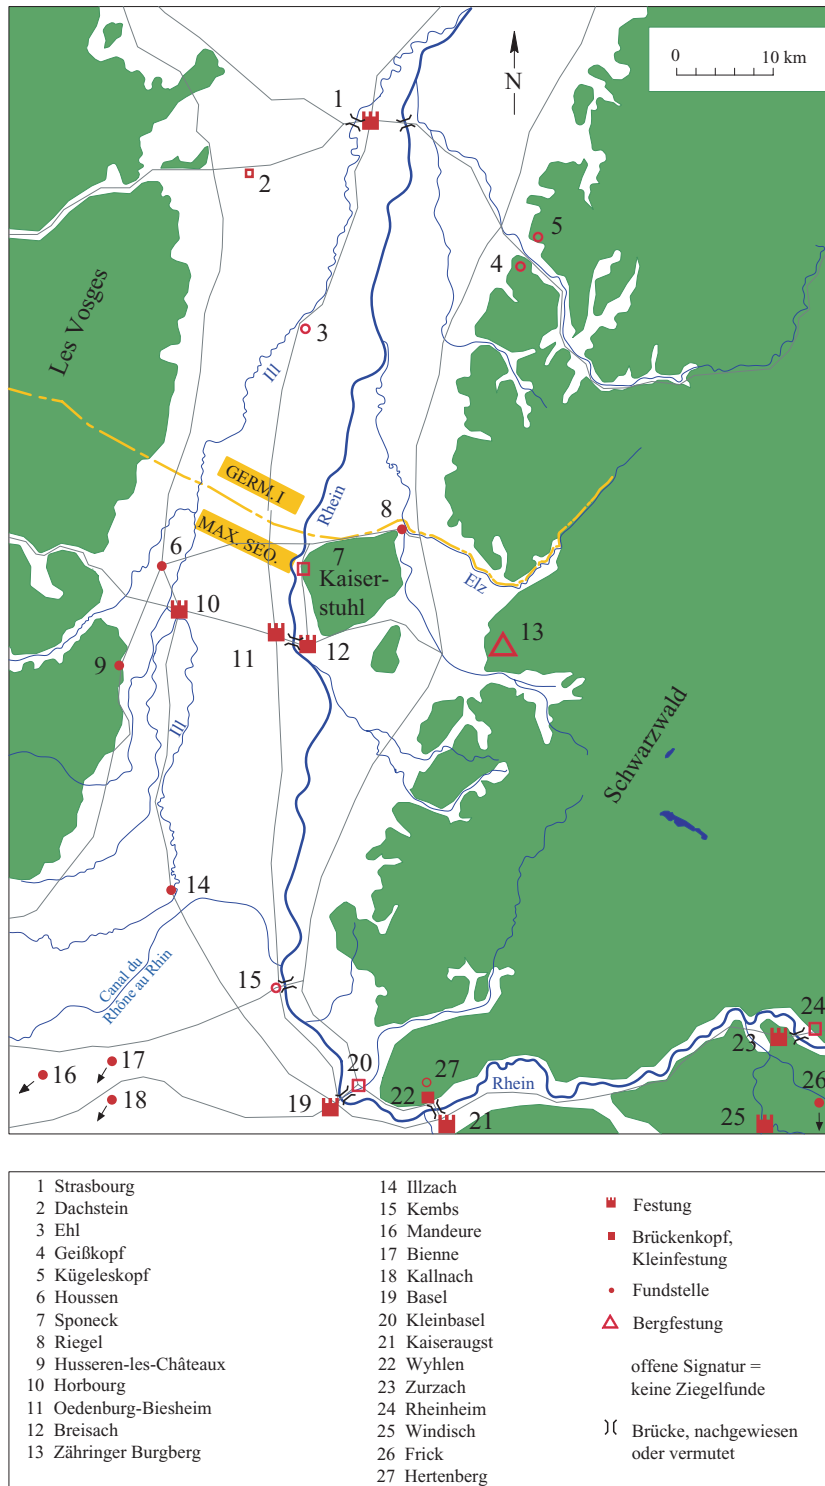 0 10 km
N
1
2
5
4
Les Vosges
3
Ill
GERM. I
Rhein
8
MAX. SEQ.
6
7
Kaiser-
stuhl
Elz
10
13
11
12
9
Ill
Schwarzwald
14
15
Canal du
Rhône au Rhin
24
23
17
20
27
16
Rhein
26
18
22
19
21
25
1 Strasbourg
2 Dachstein
3 Ehl
4 Geißkopf
5 Kügeleskopf
6 Houssen
7 Sponeck
8 Riegel
9 Husseren-les-Châteaux
10 Horbourg
11 Oedenburg-Biesheim
12 Breisach
13 Zähringer Burgberg
14 Illzach
15 Kembs
16 Mandeure
17 Bienne
18 Kallnach
19 Basel
20 Kleinbasel
21 Kaiseraugst
22 Wyhlen
23 Zurzach
24 Rheinheim
25 Windisch
26 Frick
27 Hertenberg
Festung
Brückenkopf,
Kleinfestung
Fundstelle
Bergfestung
offene Signatur =
keine Ziegelfunde
Brücke, nachgewiesen
oder vermutet